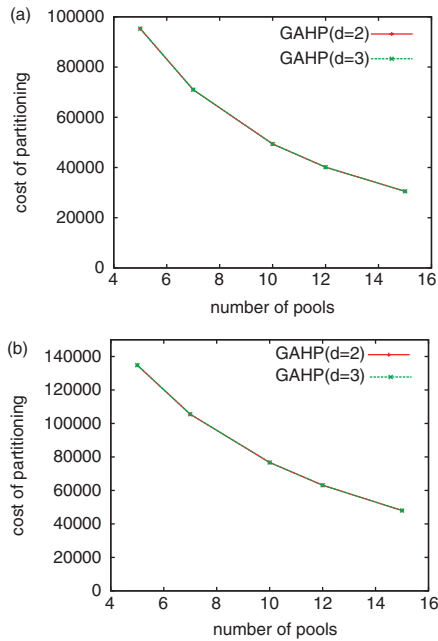 (a)
100000
80000
60000
40000
20000
0
cost of partitioning
GAHP(d=2)
GAHP(d=3)
4 6 8 10 12 14 16
number of pools
(b)
140000
120000
100000
80000
60000
40000
20000
0
cost of partitioning
GAHP(d=2)
GAHP(d=3)
4 6 8 10 12 14 16
number of pools